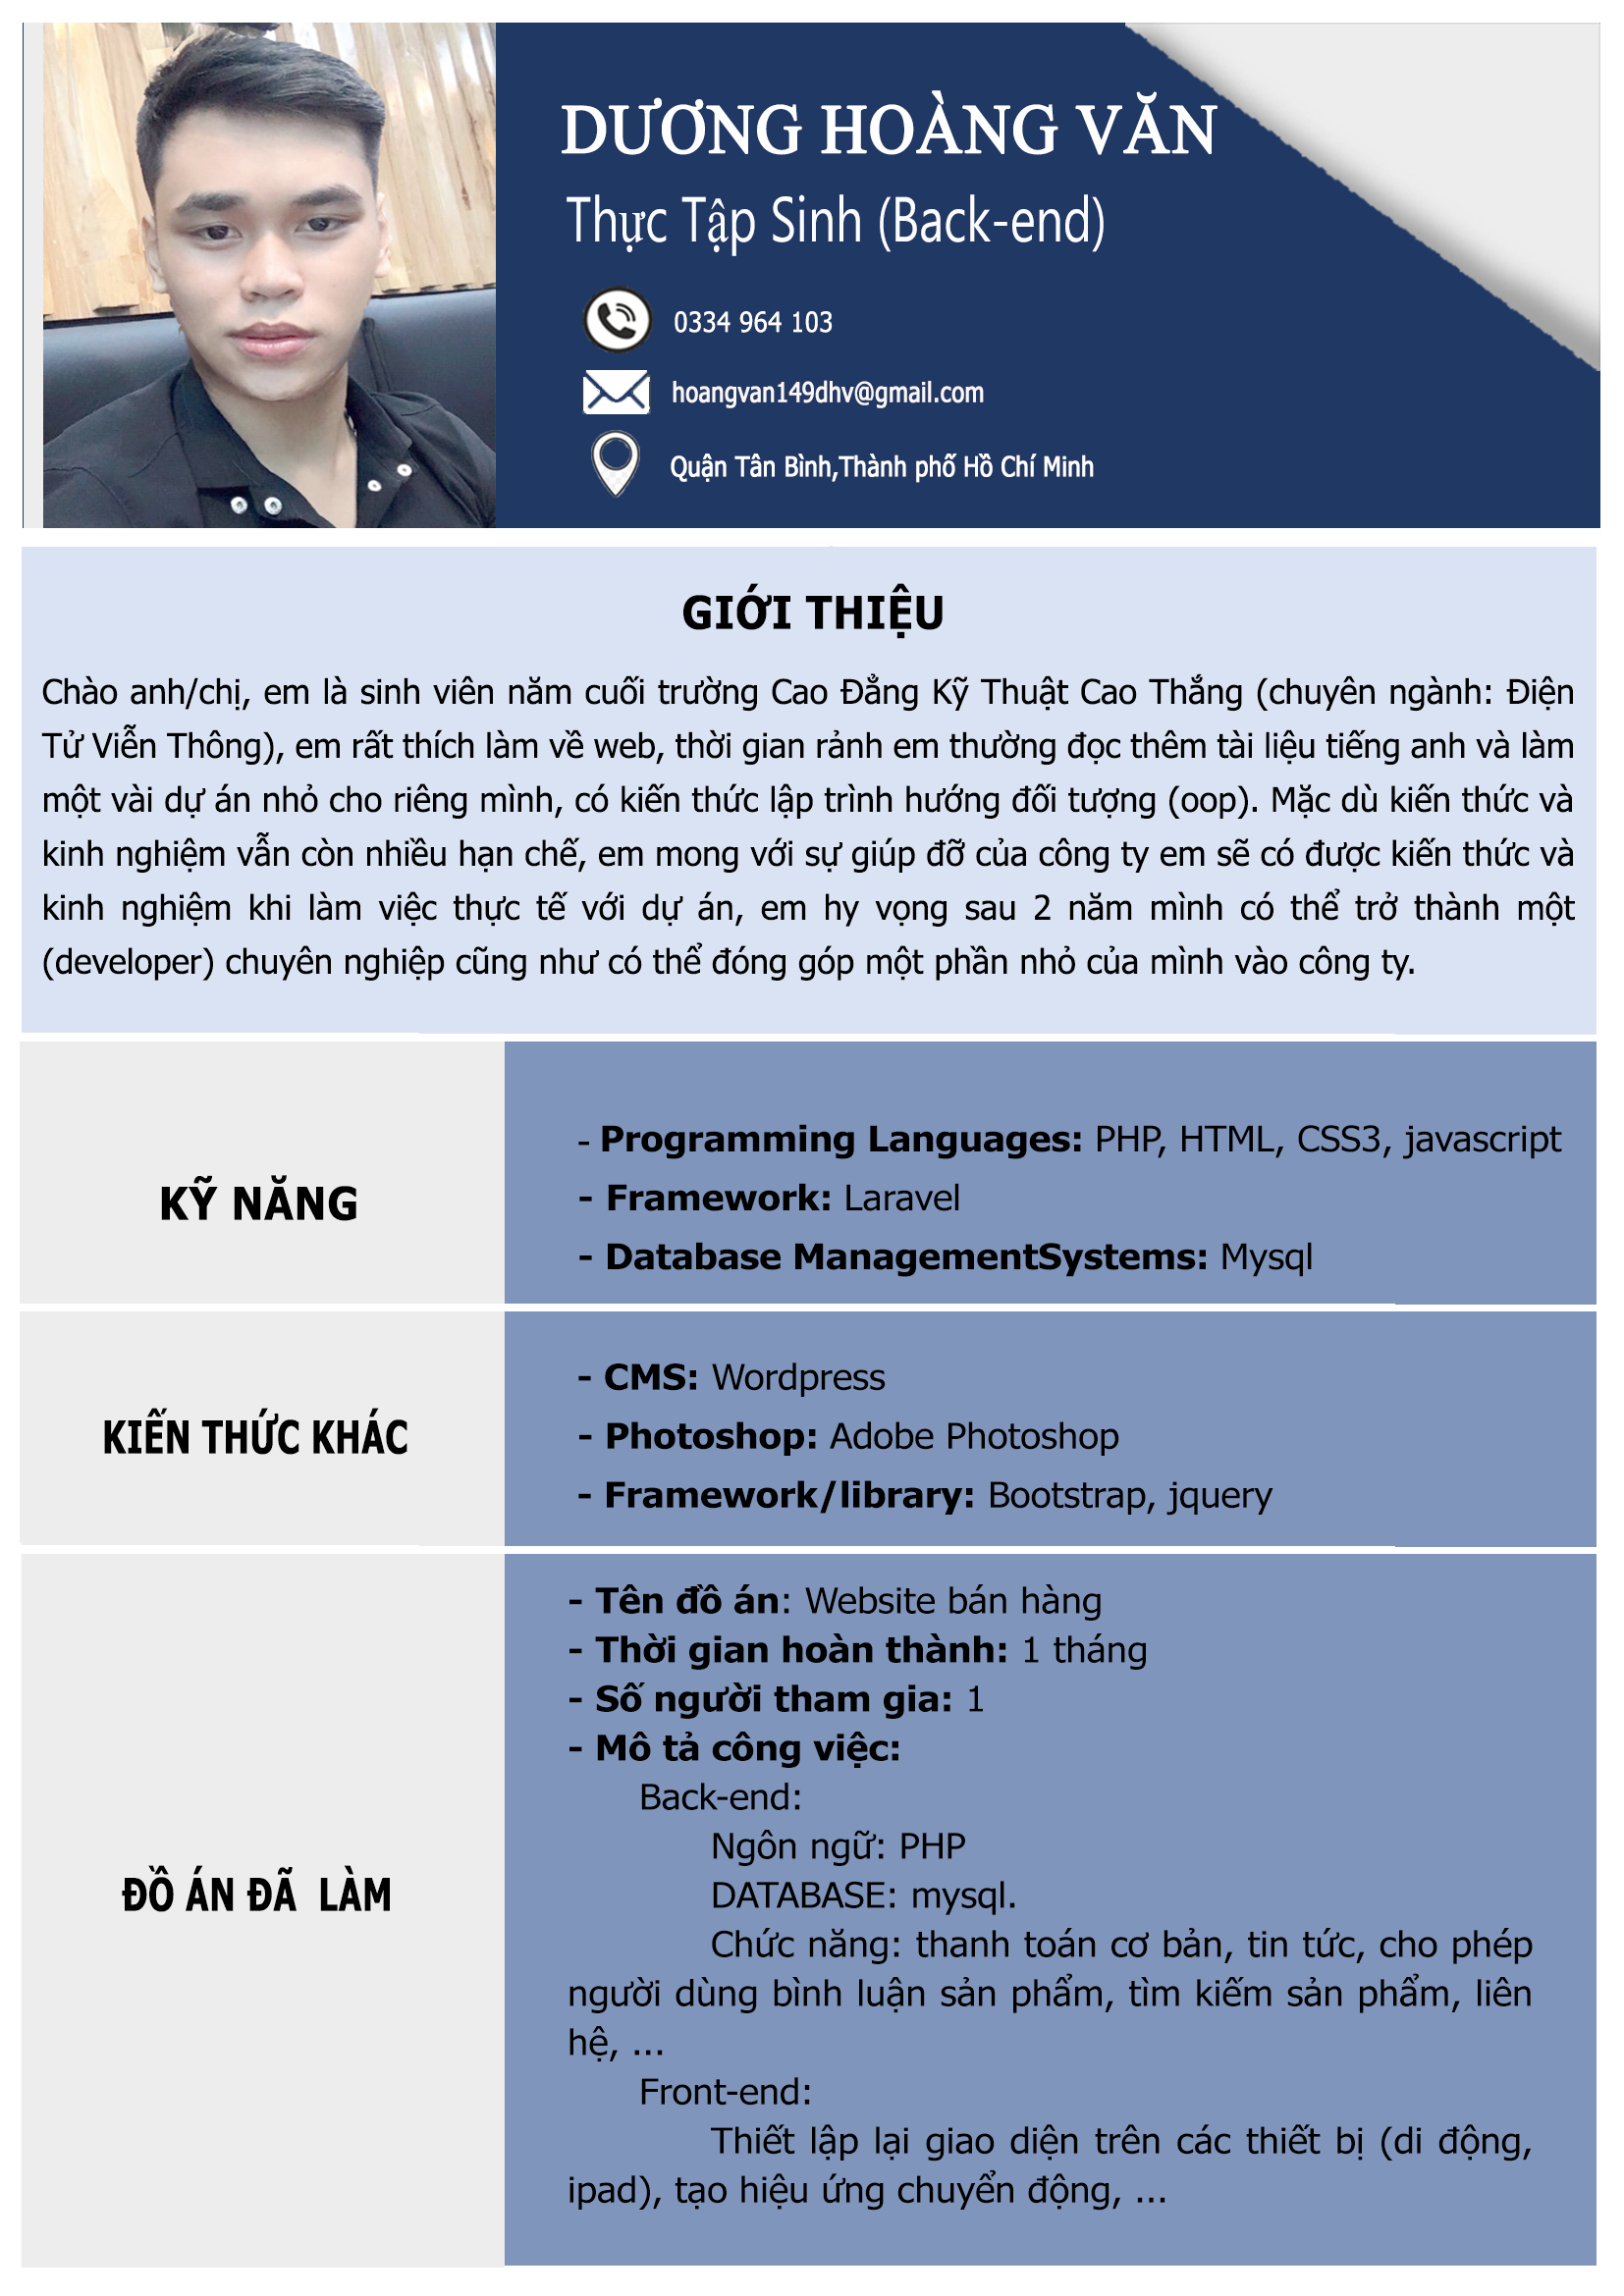 DƯƠNG HOÀNG VĂN
Thực Tập Sinh (Back-end)
0334 964 103
hoangvan149dhv@gmail.com
Quận Tân Bình,Thành phố Hồ Chí Minh
GIỚI THIỆU
Chào anh/chị, em là sinh viên năm cuối trường Cao Đẳng Kỹ Thuật Cao Thắng (chuyên ngành: Điện
Tử Viễn Thông), em rất thích làm về web, thời gian rảnh em thường đọc thêm tài liệu tiếng anh và làm
một vài dự án nhỏ cho riêng mình, có kiến thức lập trình hướng đối tượng (oop). Mặc dù kiến thức và
kinh nghiệm vẫn còn nhiều hạn chế, em mong với sự giúp đỡ của công ty em sẽ có được kiến thức và
kinh nghiệm khi làm việc thực tế với dự án, em hy vọng sau 2 năm mình có thể trở thành một
(developer) chuyên nghiệp cũng như có thể đóng góp một phần nhỏ của mình vào công ty.
KỸ NĂNG
- Programming Languages: PHP, HTML, CSS3, javascript
- Framework: Laravel
- Database ManagementSystems: Mysql
KIẾN THỨC KHÁC
- CMS: Wordpress
- Photoshop: Adobe Photoshop
- Framework/library: Bootstrap, jquery
ĐỒ ÁN ĐÃ LÀM
- Tên đồ án: Website bán hàng
- Thời gian hoàn thành: 1 tháng
- Số người tham gia: 1
- Mô tả công việc:
Back-end:
Ngôn ngữ: PHP
DATABASE: mysql.
Chức năng: thanh toán cơ bản, tin tức, cho phép
người dùng bình luận sản phẩm, tìm kiếm sản phẩm, liên
hệ, ...
Front-end:
Thiết lập lại giao diện trên các thiết bị (di động,
ipad), tạo hiệu ứng chuyển động, ...